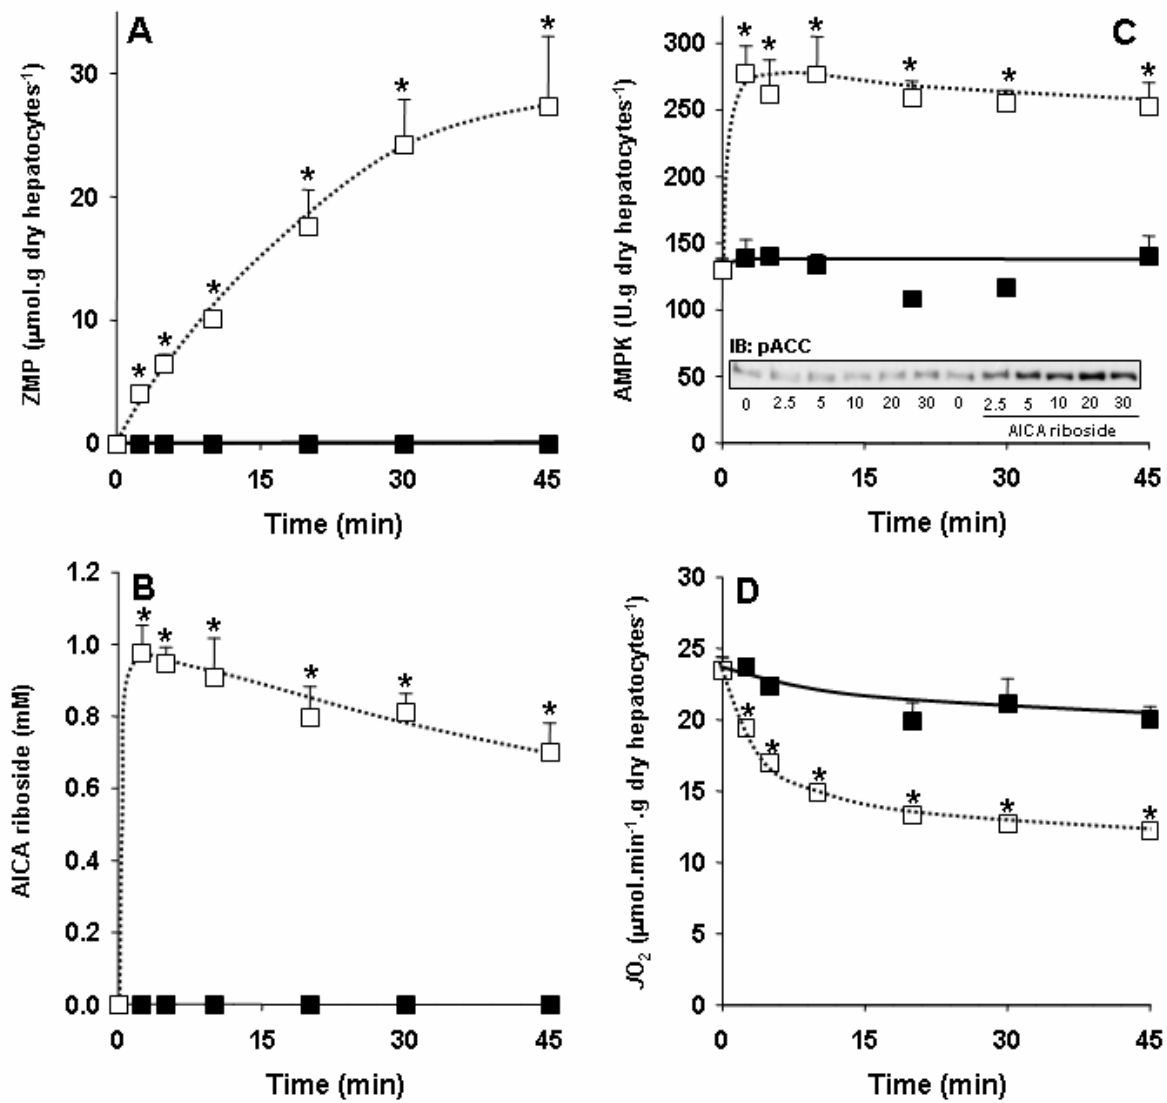 A
ZMP (µmol.g dry hepatocytes⁻¹)
30
20
10
0
* * * * * * *
0 15 30 45
Time (min)
C
AMPK (U.g dry hepatocytes⁻¹)
300
250
200
150
100
50
0
* * * * * * *
IB: pACC
0 2.5 5 10 20 30 0 2.5 5 10 20 30
AICA riboside
0 15 30 45
Time (min)
B
AICA riboside (mM)
1.2
1.0
0.8
0.6
0.4
0.2
0.0
* * * * * * *
0 15 30 45
Time (min)
D
JO₂ (µmol.min⁻¹.g dry hepatocytes⁻¹)
30
25
20
15
10
5
0
* * * * * *
0 15 30 45
Time (min)